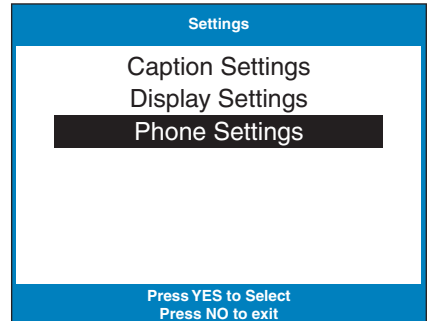 Settings
Caption Settings
Display Settings
Phone Settings
Press YES to Select
Press NO to exit